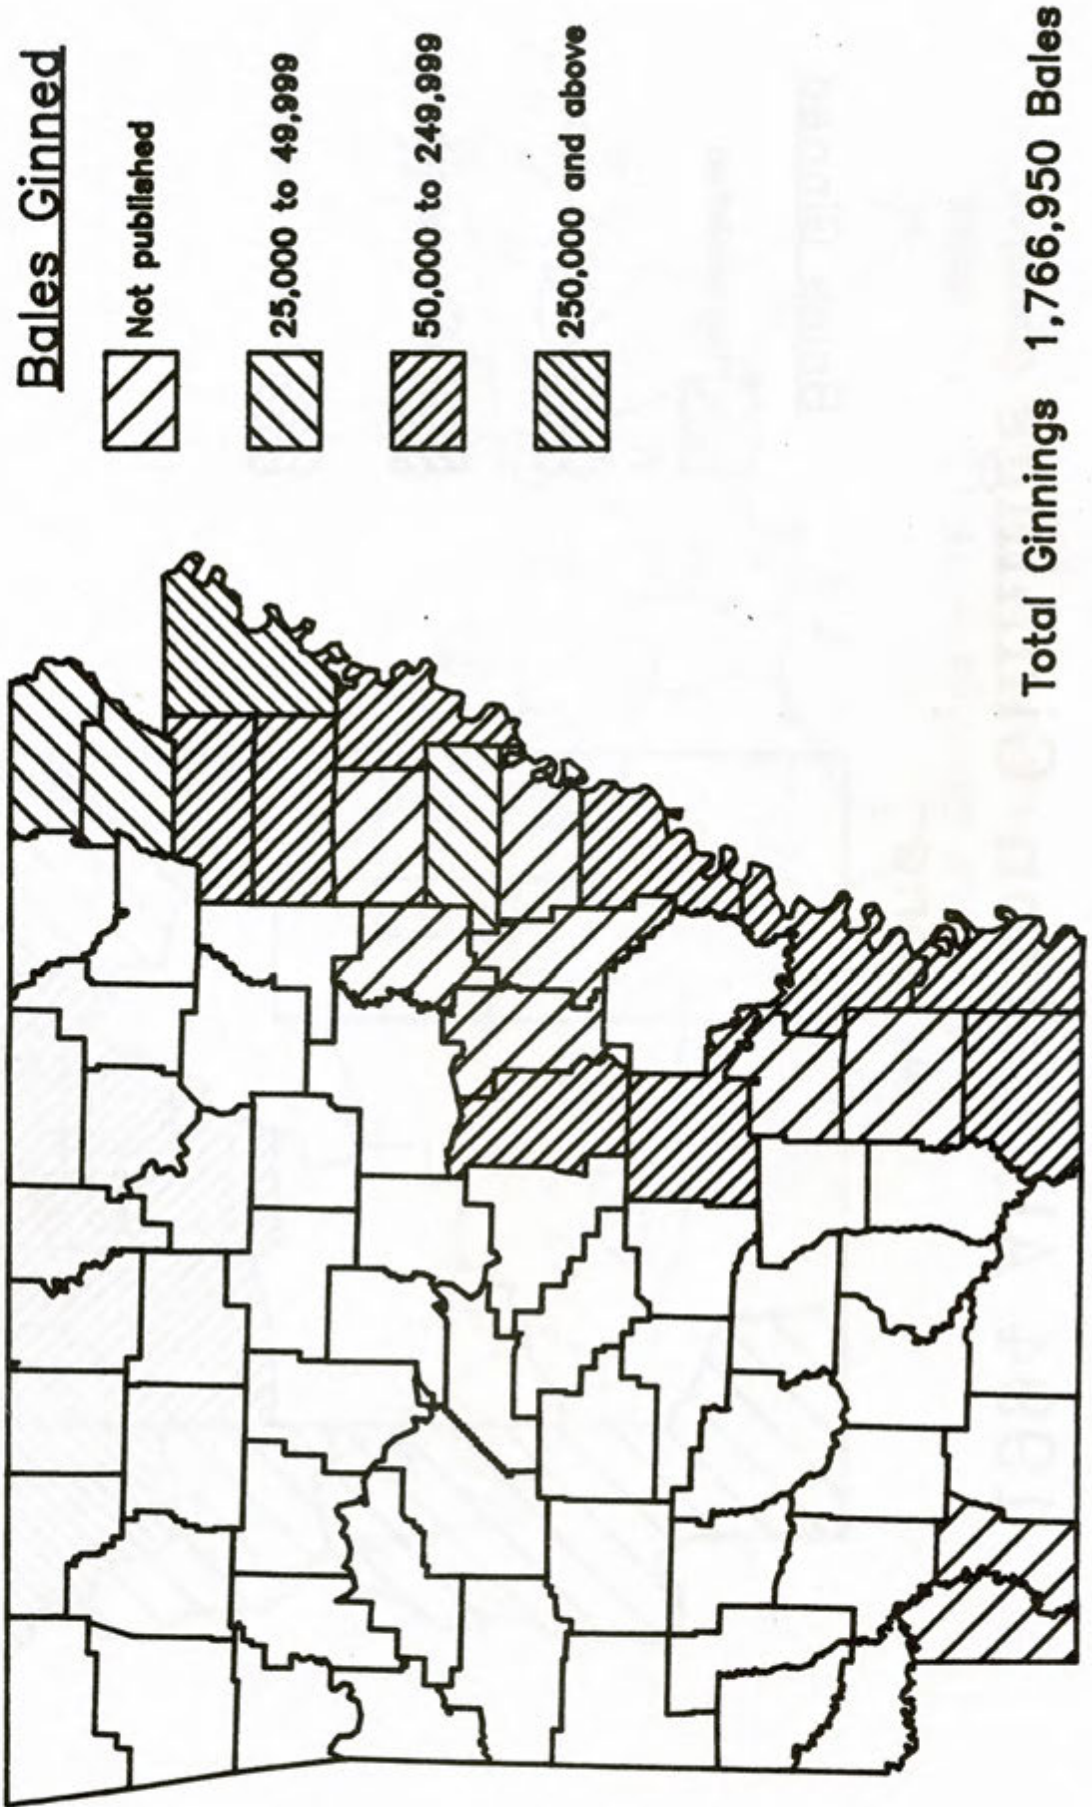 Bales Ginned
Not published
25,000 to 49,999
50,000 to 249,999
250,000 and above
Total Ginnings 1,766,950 Bales